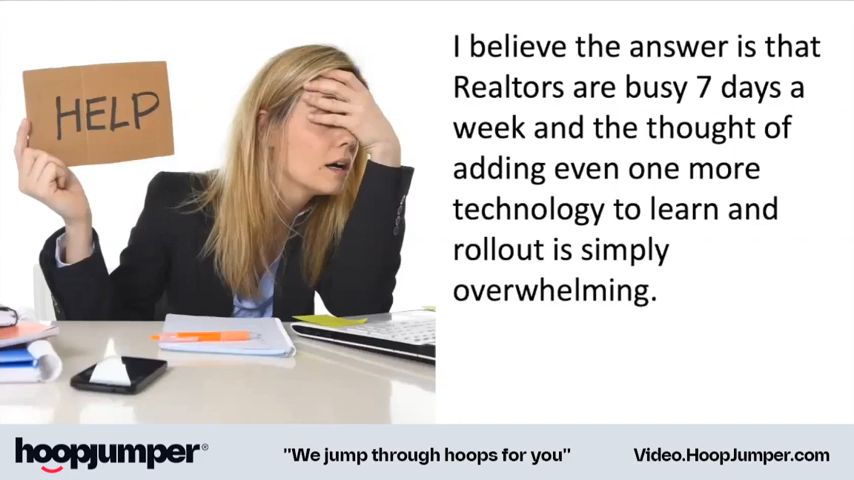 HELP
I believe the answer is that
Realtors are busy 7 days a
week and the thought of
adding even one more
technology to learn and
rollout is simply
overwhelming.
hoopjumper®
"We jump through hoops for you"
Video.HoopJumper.com